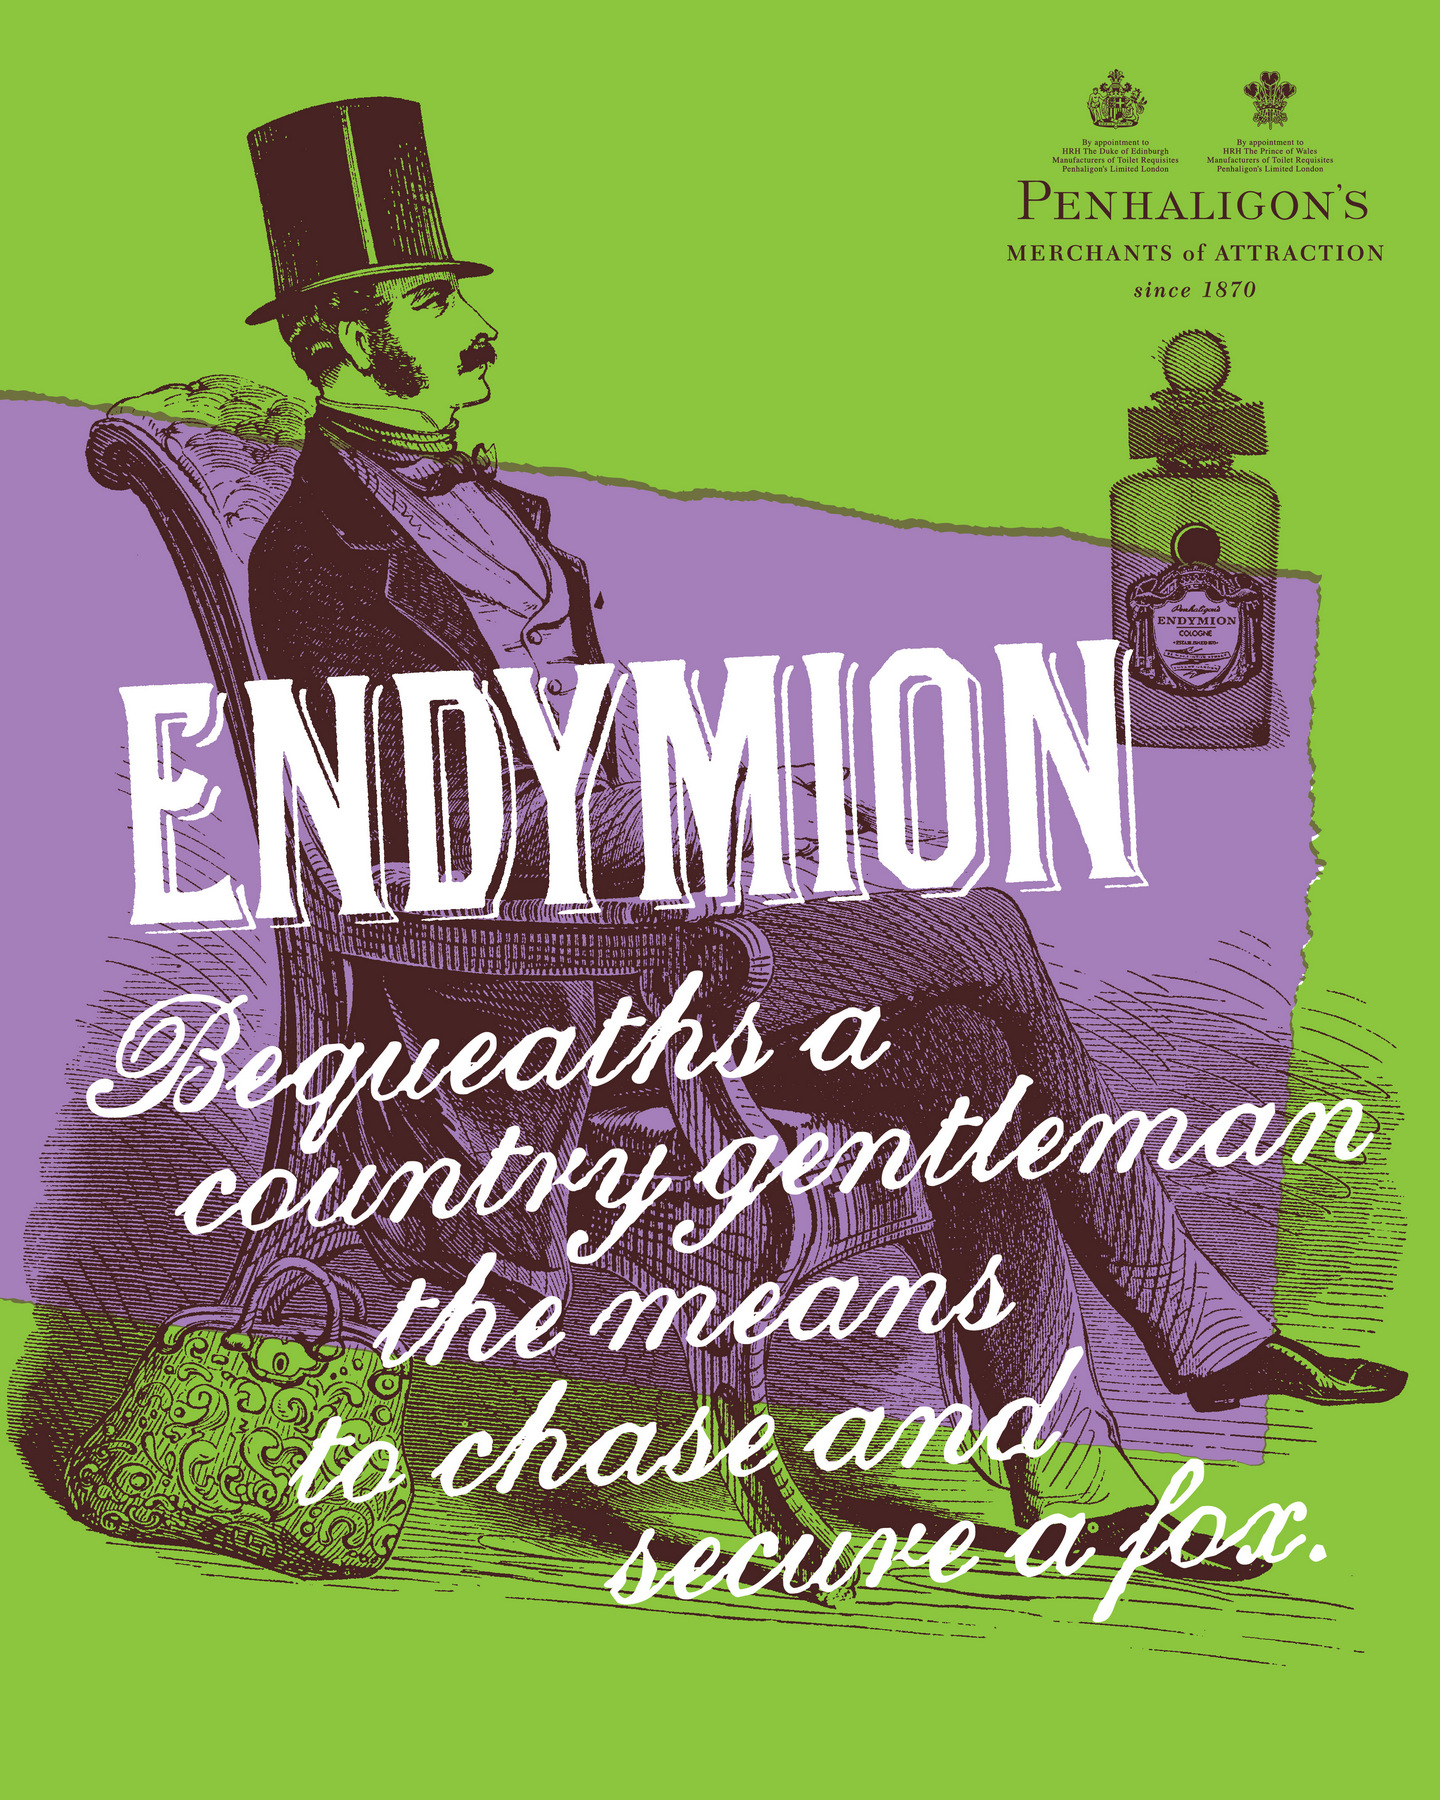 By appointment to
HRH The Duke of Edinburgh
Manufacturers of Toilet Requisites
Penhaligon's Limited London
By appointment to
HRH The Prince of Wales
Manufacturers of Toilet Requisites
Penhaligon's Limited London
PENHALIGON'S
MERCHANTS of ATTRACTION
since 1870
Penhaligon's
ENDYMION
COLOGNE
ENDYMION
Bequeaths a
country gentleman
the means
to chase and
secure a fox.